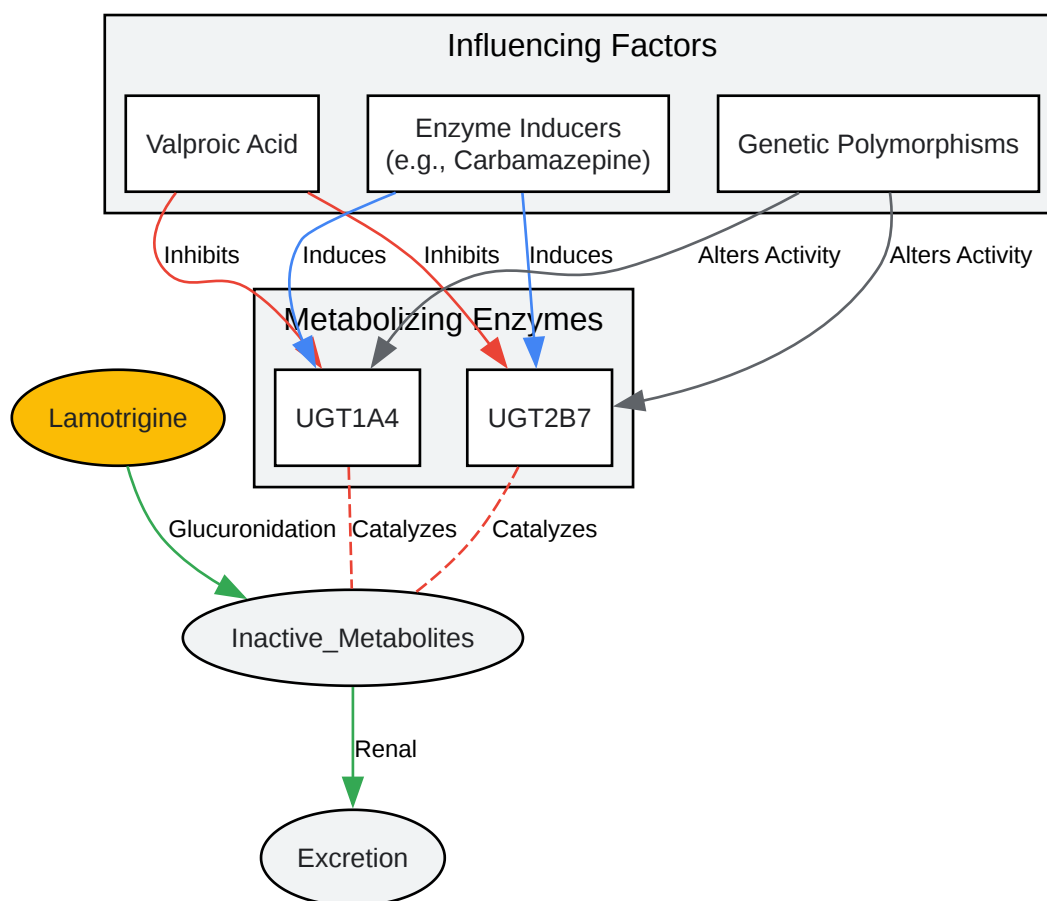 Influencing Factors
Valproic Acid
Enzyme Inducers
(e.g., Carbamazepine)
Genetic Polymorphisms
Inhibits
Induces
Inhibits
Induces
Alters Activity
Alters Activity
Metabolizing Enzymes
UGT1A4
UGT2B7
Lamotrigine
Glucuronidation
Catalyzes
Catalyzes
Inactive_Metabolites
Renal
Excretion